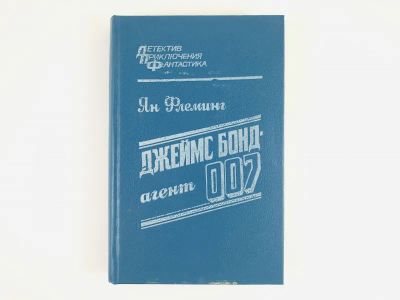 ДЕТЕКТИВ
ПРИКЛЮЧЕНИЯ
ФАНТАСТИКА
Ян Флеминг
ДЖЕЙМС БОНД-
агент 007